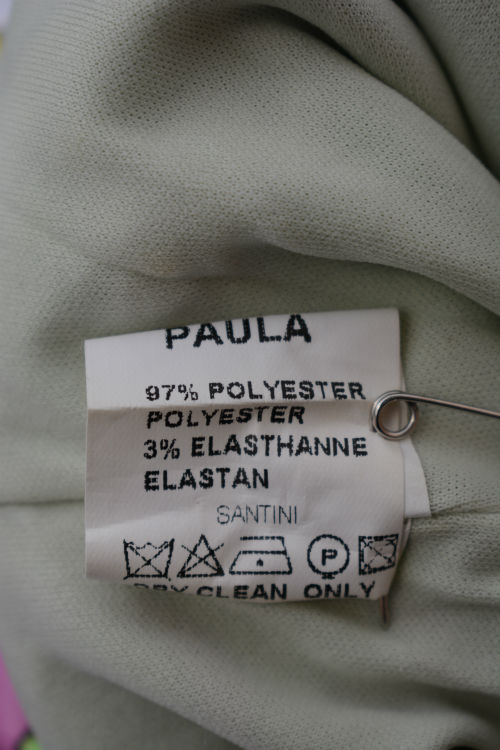 PAULA
97% POLYESTER
POLYESTER
3% ELASTHANNE
ELASTAN
SANTINI
P
DRY CLEAN ONLY